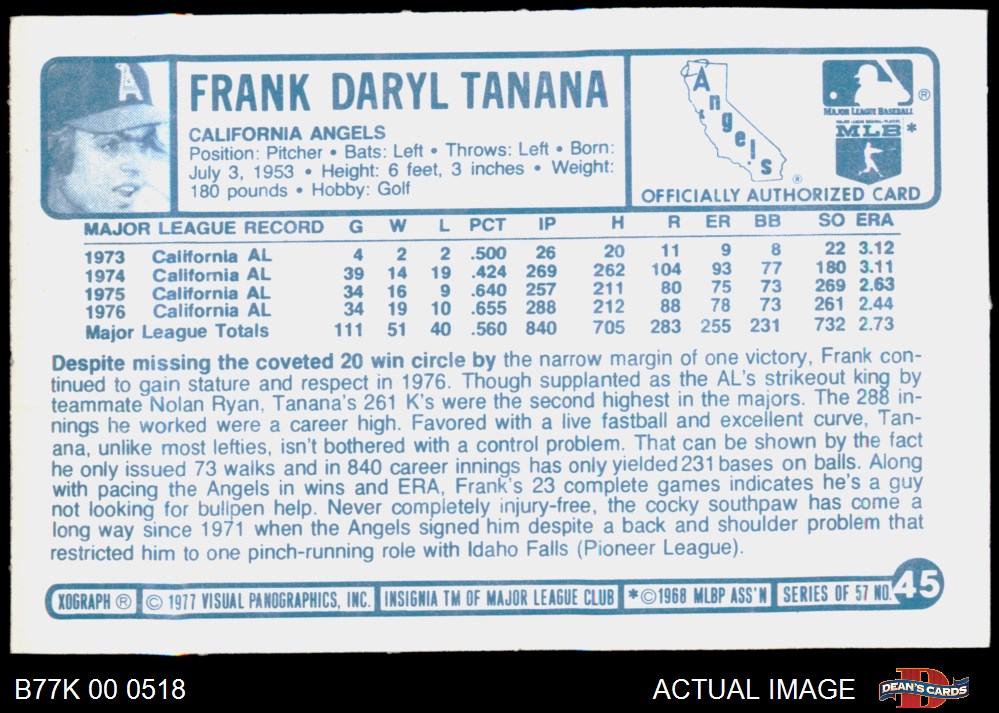 A
FRANK DARYL TANANA
CALIFORNIA ANGELS
Position: Pitcher • Bats: Left • Throws: Left • Born:
July 3, 1953 • Height: 6 feet, 3 inches • Weight:
180 pounds • Hobby: Golf
Angels ®
MAJOR LEAGUE BASEBALL ®
MLB *
OFFICIALLY AUTHORIZED CARD
MAJOR LEAGUE RECORD G W L PCT IP H R ER BB SO ERA
1973 California AL 4 2 2 .500 26 20 11 9 8 22 3.12
1974 California AL 39 14 19 .424 269 262 104 93 77 180 3.11
1975 California AL 34 16 9 .640 257 211 80 75 73 269 2.63
1976 California AL 34 19 10 .655 288 212 88 78 73 261 2.44
Major League Totals 111 51 40 .560 840 705 283 255 231 732 2.73
Despite missing the coveted 20 win circle by the narrow margin of one victory, Frank con-
tinued to gain stature and respect in 1976. Though supplanted as the AL's strikeout king by
teammate Nolan Ryan, Tanana's 261 K's were the second highest in the majors. The 288 in-
nings he worked were a career high. Favored with a live fastball and excellent curve, Tan-
ana, unlike most lefties, isn't bothered with a control problem. That can be shown by the fact
he only issued 73 walks and in 840 career innings has only yielded 231 bases on balls. Along
with pacing the Angels in wins and ERA, Frank's 23 complete games indicates he's a guy
not looking for bullpen help. Never completely injury-free, the cocky southpaw has come a
long way since 1971 when the Angels signed him despite a back and shoulder problem that
restricted him to one pinch-running role with Idaho Falls (Pioneer League).
XOGRAPH ® © 1977 VISUAL PANOGRAPHICS, INC. INSIGNIA TM OF MAJOR LEAGUE CLUB *©1968 MLBP ASS'N SERIES OF 57 NO. 45
B77K 00 0518
ACTUAL IMAGE
DEAN'S CARDS